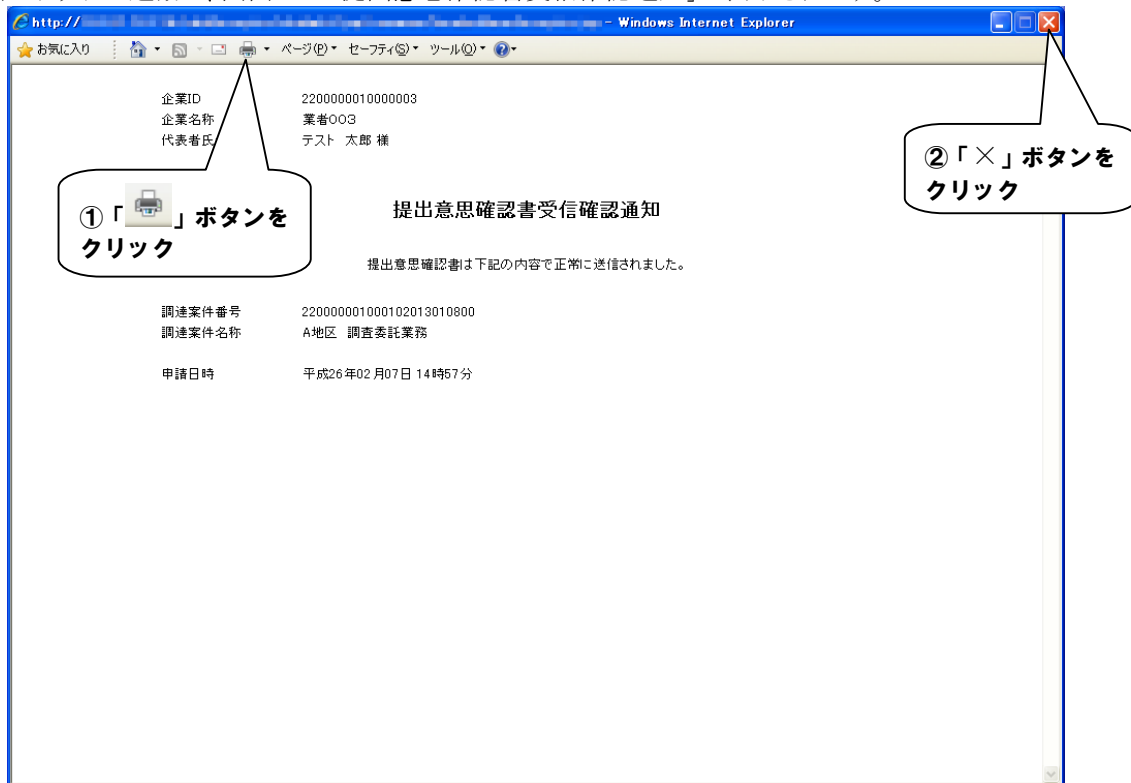 http:// - Windows Internet Explorer
お気に入り ページ(P) セーフティ(S) ツール(O)
企業ID 2200000010000003
企業名称 業者003
代表者氏 テスト 太郎 様
①「 」ボタンを
クリック
②「×」ボタンを
クリック
提出意思確認書受信確認通知
提出意思確認書は下記の内容で正常に送信されました。
調達案件番号 220000001000102013010800
調達案件名称 A地区 調査委託業務
申請日時 平成26年02月07日 14時57分